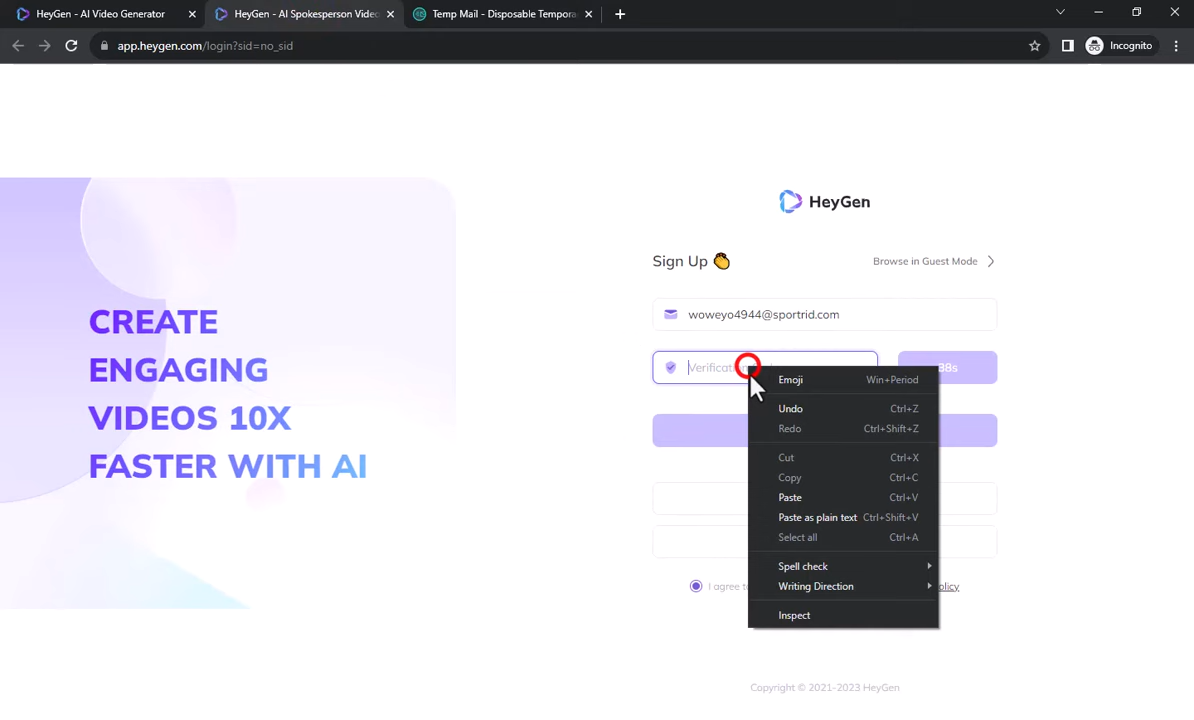 HeyGen - AI Video Generator
HeyGen - AI Spokesperson Video
Temp Mail - Disposable Tempora
app.heygen.com/login?sid=no_sid
Incognito
HeyGen
Sign Up 👏
Browse in Guest Mode
woweyo4944@sportrid.com
38s
CREATE
ENGAGING
VIDEOS 10X
FASTER WITH AI
Emoji Win+Period
Undo Ctrl+Z
Redo Ctrl+Shift+Z
Cut Ctrl+X
Copy Ctrl+C
Paste Ctrl+V
Paste as plain text Ctrl+Shift+V
Select all Ctrl+A
Spell check
Writing Direction
Inspect
I agree
Copyright © 2021-2023 HeyGen